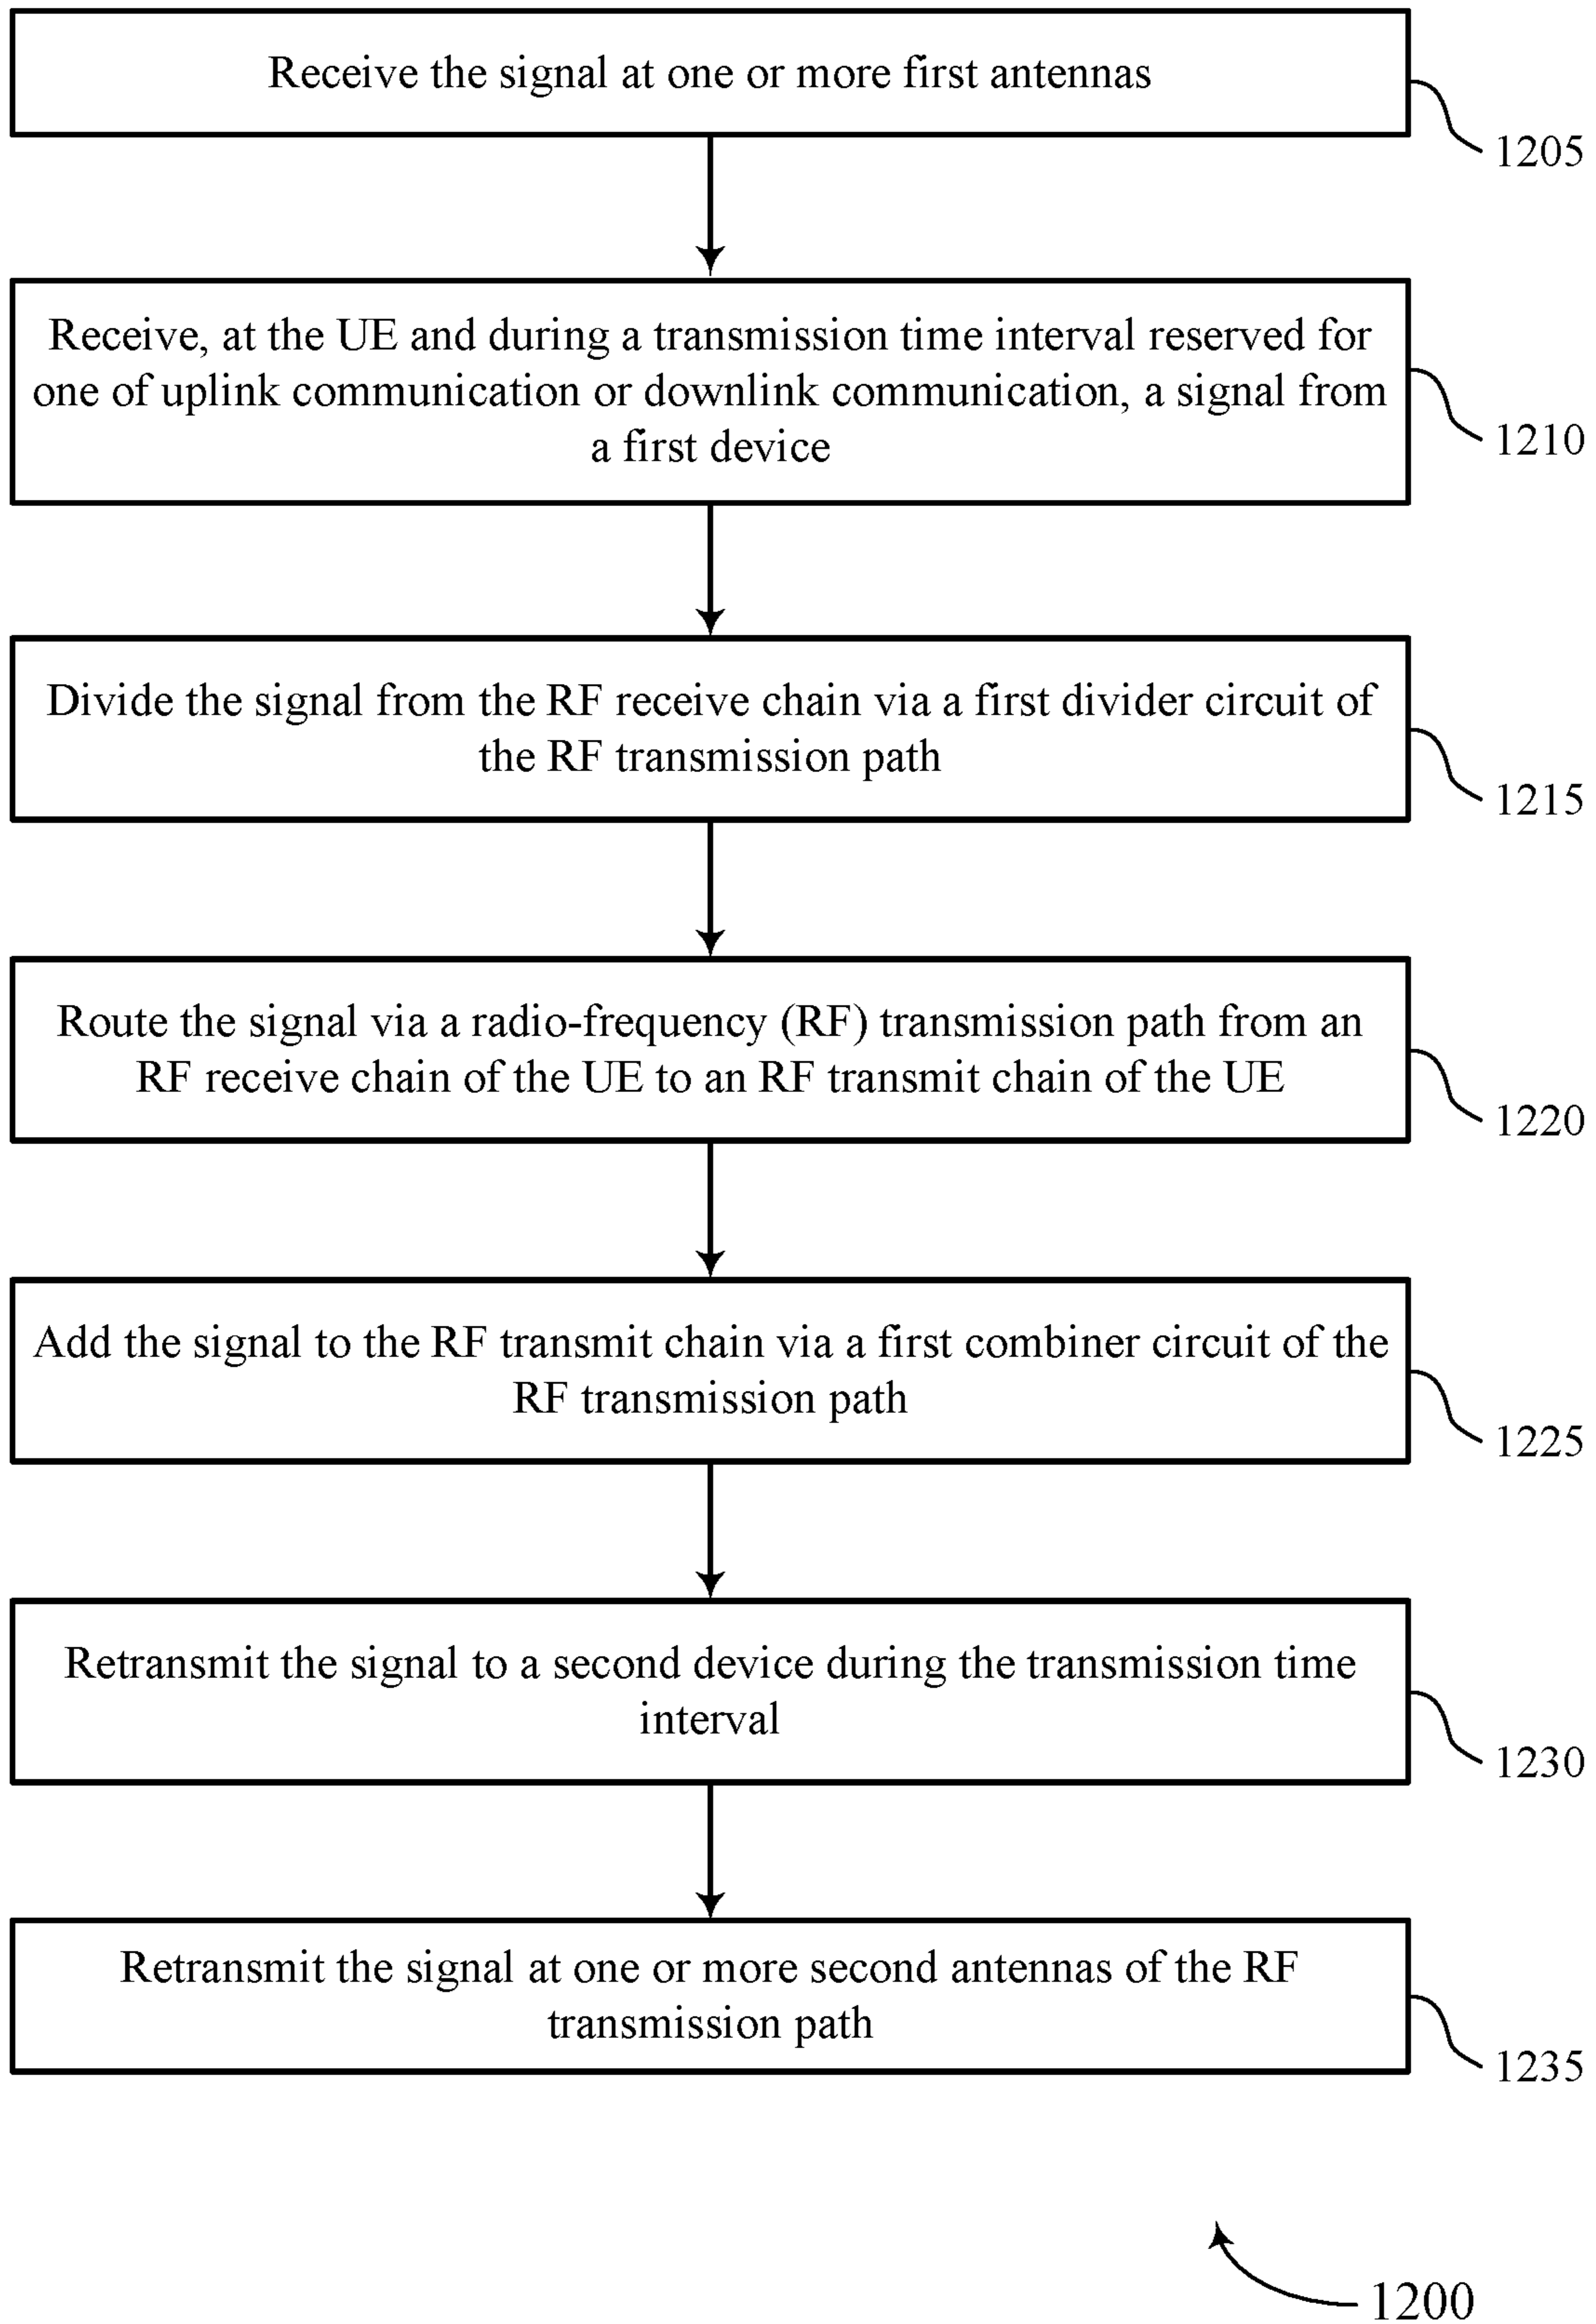 Receive the signal at one or more first antennas
1205
Receive, at the UE and during a transmission time interval reserved for
one of uplink communication or downlink communication, a signal from
a first device
1210
Divide the signal from the RF receive chain via a first divider circuit of
the RF transmission path
1215
Route the signal via a radio-frequency (RF) transmission path from an
RF receive chain of the UE to an RF transmit chain of the UE
1220
Add the signal to the RF transmit chain via a first combiner circuit of the
RF transmission path
1225
Retransmit the signal to a second device during the transmission time
interval
1230
Retransmit the signal at one or more second antennas of the RF
transmission path
1235
1200